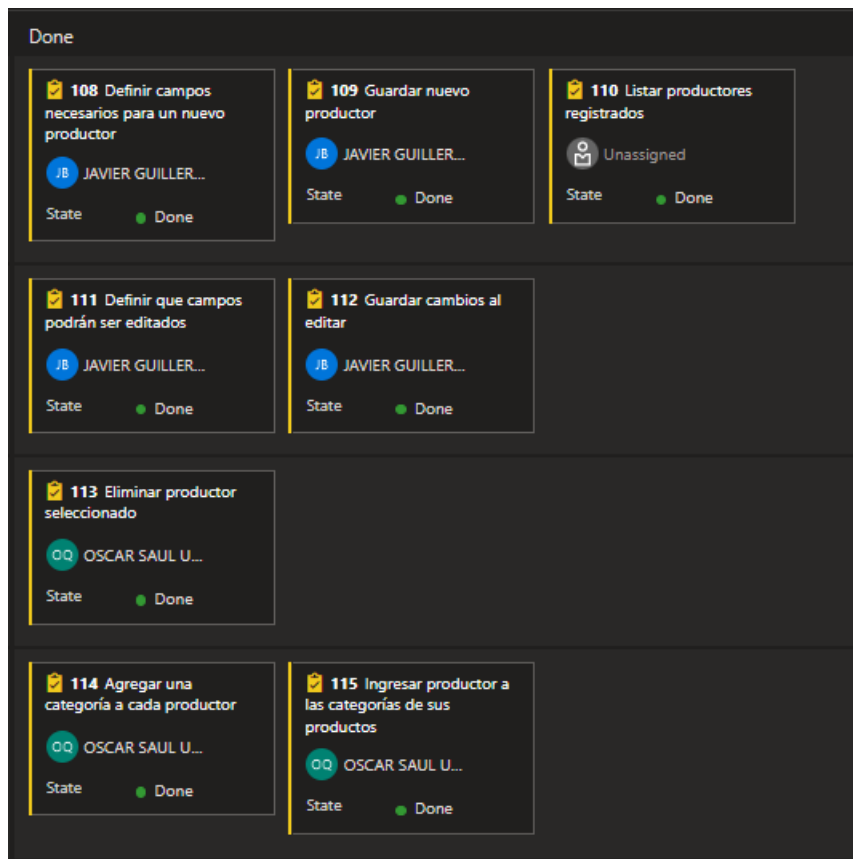 Done
108 Definir campos
necesarios para un nuevo
productor
JB JAVIER GUILLER...
State Done
109 Guardar nuevo
productor
JB JAVIER GUILLER...
State Done
110 Listar productores
registrados
Unassigned
State Done
111 Definir que campos
podrán ser editados
JB JAVIER GUILLER...
State Done
112 Guardar cambios al
editar
JB JAVIER GUILLER...
State Done
113 Eliminar productor
seleccionado
OQ OSCAR SAUL U...
State Done
114 Agregar una
categoría a cada productor
OQ OSCAR SAUL U...
State Done
115 Ingresar productor a
las categorías de sus
productos
OQ OSCAR SAUL U...
State Done